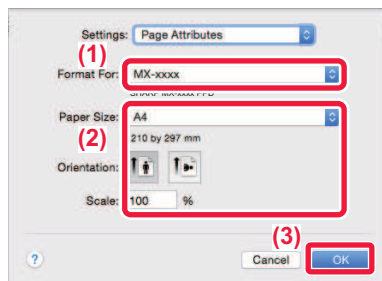 Settings: Page Attributes
(1)
Format For: MX-xxxx
SHARP MX-xxxx PPD
Paper Size: A4
(2)
210 by 297 mm
Orientation:
Scale: 100 %
(3)
? Cancel OK